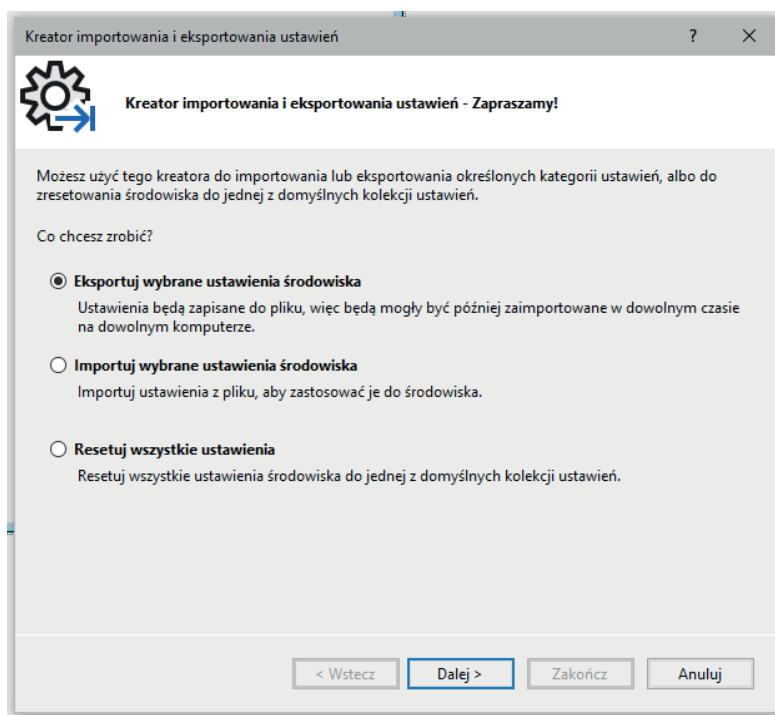 Kreator importowania i eksportowania ustawień
Kreator importowania i eksportowania ustawień - Zapraszamy!
Możesz użyć tego kreatora do importowania lub eksportowania określonych kategorii ustawień, albo do
zresetowania środowiska do jednej z domyślnych kolekcji ustawień.
Co chcesz zrobić?
Eksportuj wybrane ustawienia środowiska
Ustawienia będą zapisane do pliku, więc będą mogły być później zaimportowane w dowolnym czasie
na dowolnym komputerze.
Importuj wybrane ustawienia środowiska
Importuj ustawienia z pliku, aby zastosować je do środowiska.
Resetuj wszystkie ustawienia
Resetuj wszystkie ustawienia środowiska do jednej z domyślnych kolekcji ustawień.
< Wstecz Dalej > Zakończ Anuluj